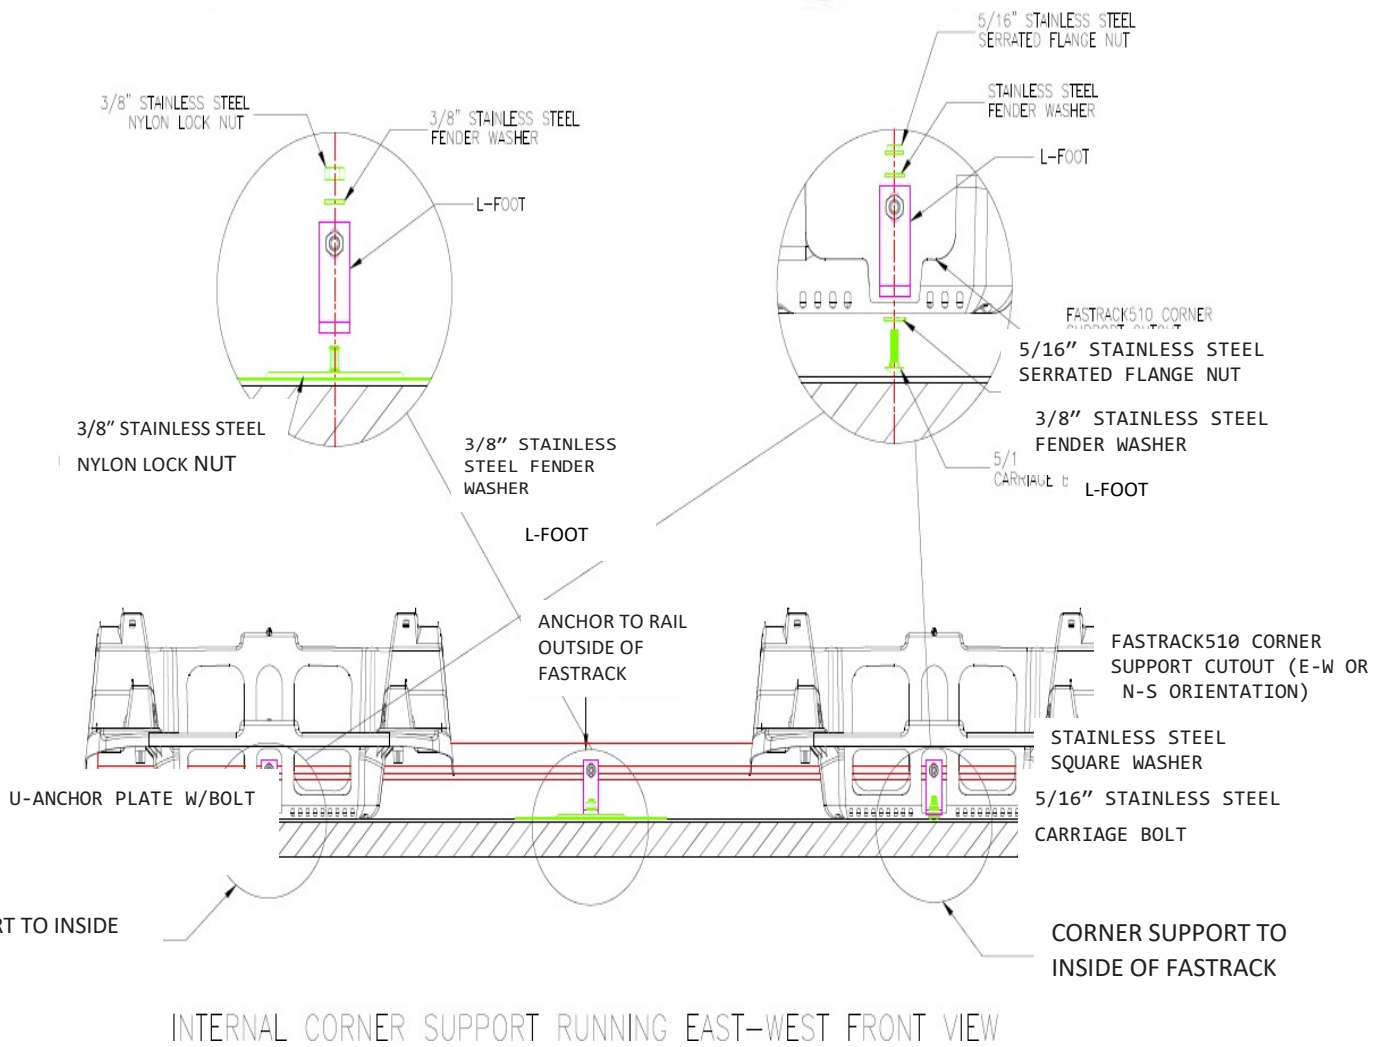 5/16" STAINLESS STEEL
SERRATED FLANGE NUT
3/8" STAINLESS STEEL
NYLON LOCK NUT
3/8" STAINLESS STEEL
FENDER WASHER
STAINLESS STEEL
FENDER WASHER
L-FOOT
L-FOOT
FASTRACK510 CORNER
SUPPORT CUTOUT
5/16” STAINLESS STEEL
SERRATED FLANGE NUT
3/8” STAINLESS STEEL
NYLON LOCK NUT
3/8” STAINLESS
STEEL FENDER
WASHER
L-FOOT
3/8” STAINLESS STEEL
FENDER WASHER
5/1
CARRIAGE B
L-FOOT
ANCHOR TO RAIL
OUTSIDE OF
FASTRACK
FASTRACK510 CORNER
SUPPORT CUTOUT (E-W OR
N-S ORIENTATION)
STAINLESS STEEL
SQUARE WASHER
5/16” STAINLESS STEEL
CARRIAGE BOLT
U-ANCHOR PLATE W/BOLT
RT TO INSIDE
CORNER SUPPORT TO
INSIDE OF FASTRACK
INTERNAL CORNER SUPPORT RUNNING EAST-WEST FRONT VIEW